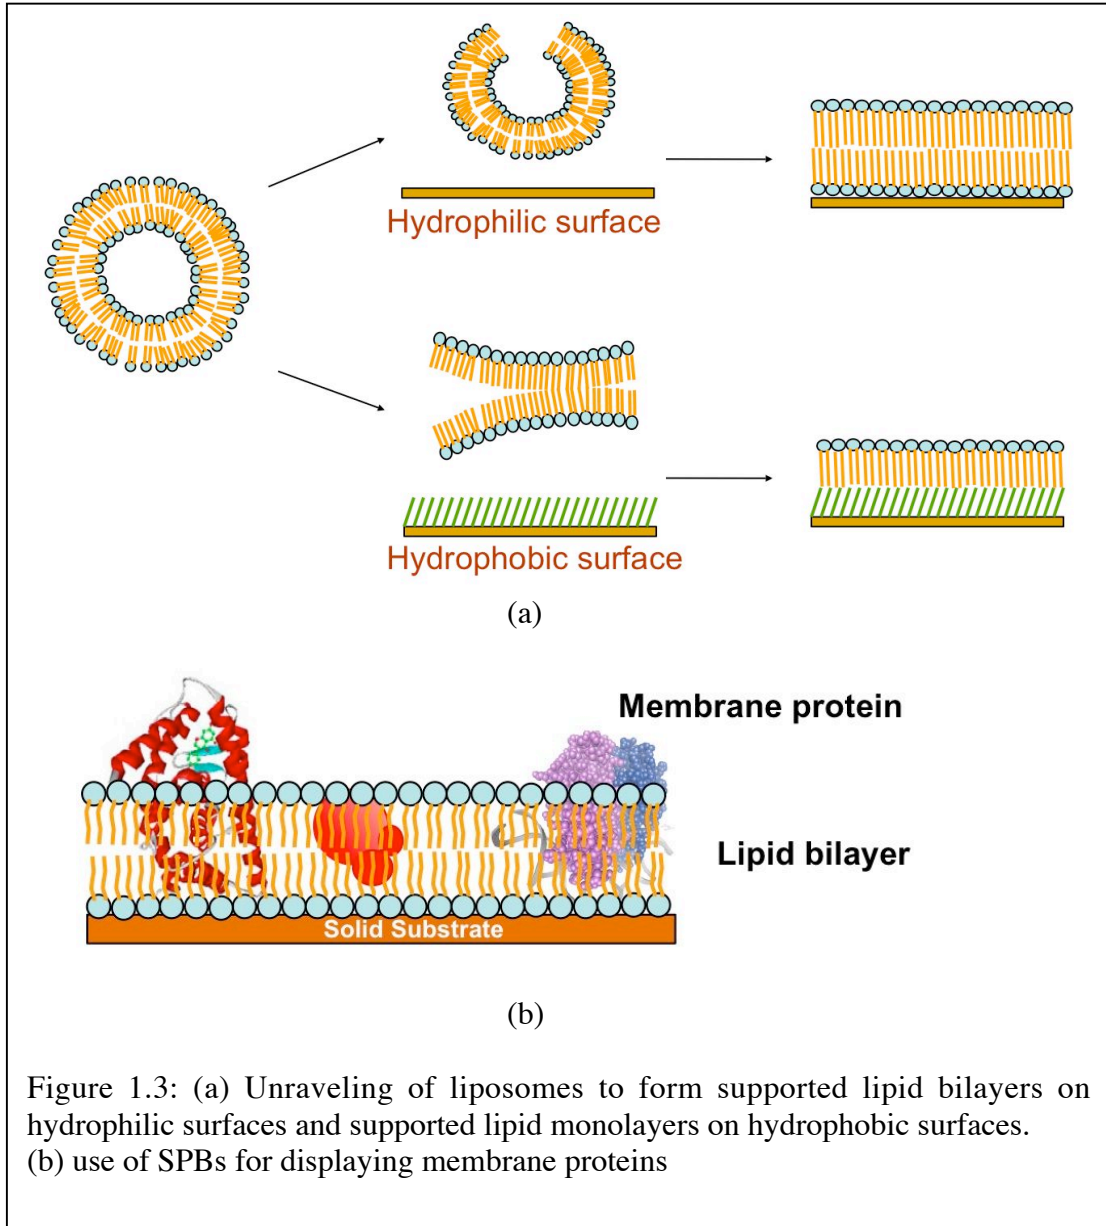 Hydrophilic surface
Hydrophobic surface
(a)
Membrane protein
Lipid bilayer
Solid Substrate
(b)
Figure 1.3: (a) Unraveling of liposomes to form supported lipid bilayers on
hydrophilic surfaces and supported lipid monolayers on hydrophobic surfaces.
(b) use of SPBs for displaying membrane proteins